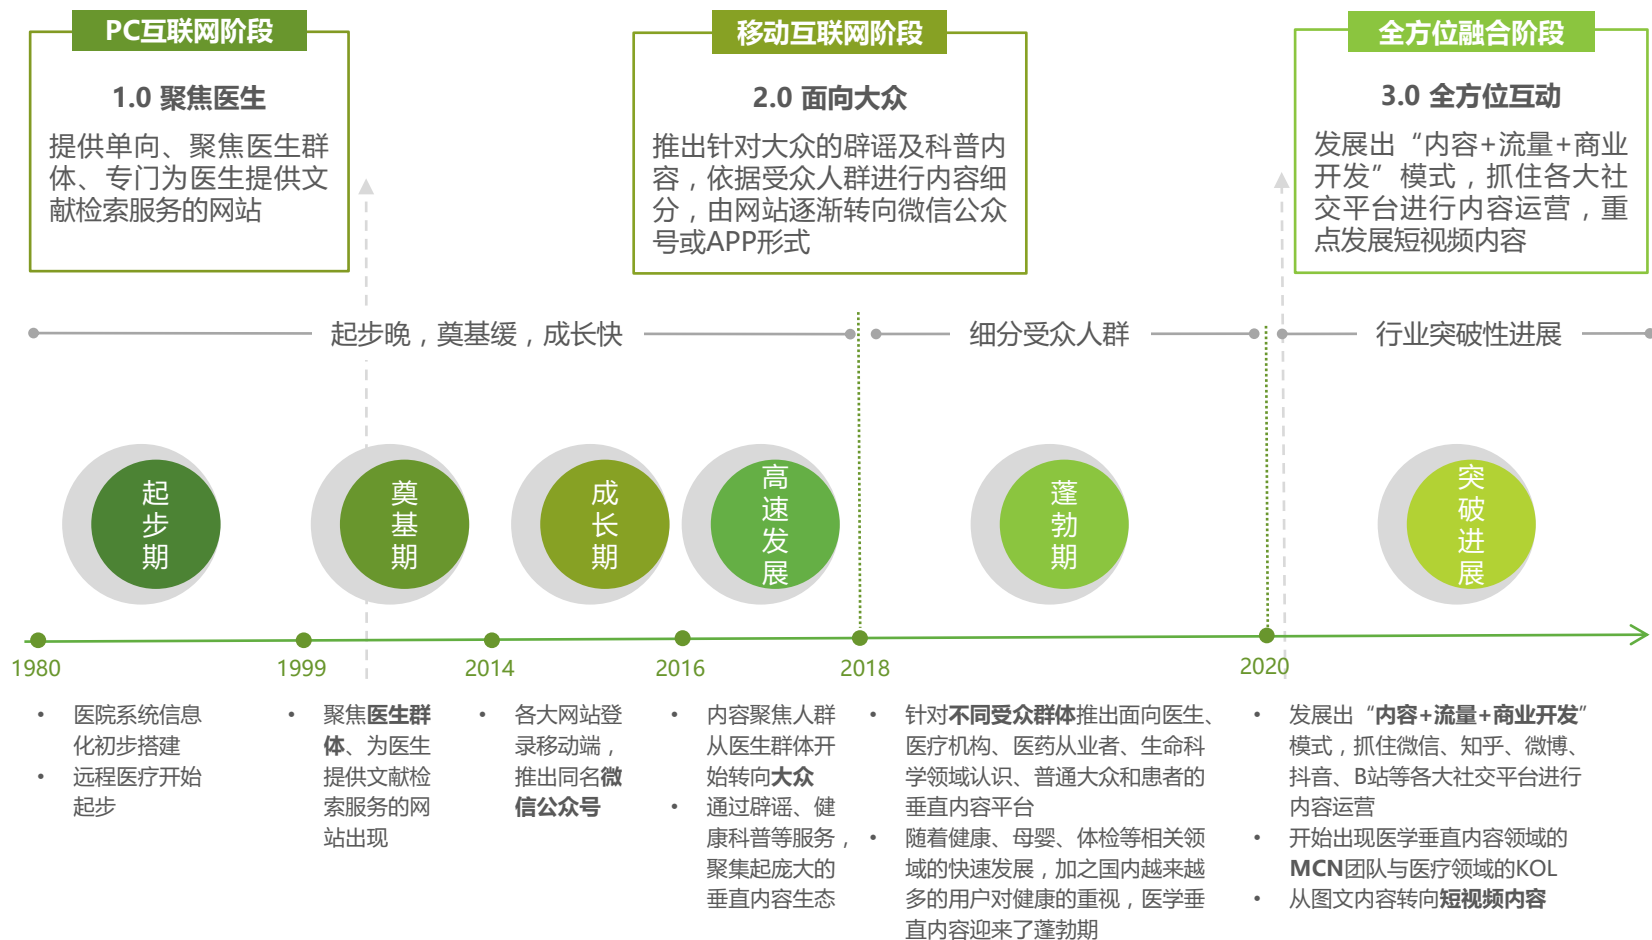 PC互联网阶段
1.0 聚焦医生
提供单向、聚焦医生群
体、专门为医生提供文
献检索服务的网站
移动互联网阶段
2.0 面向大众
推出针对大众的辟谣及科普内
容，依据受众人群进行内容细
分，由网站逐渐转向微信公众
号或APP形式
全方位融合阶段
3.0 全方位互动
发展出“内容+流量+商业
开发”模式，抓住各大社
交平台进行内容运营，重
点发展短视频内容
起步晚，奠基缓，成长快
细分受众人群
行业突破性进展
起步期
奠基期
成长期
高速发展
蓬勃期
突破进展
1980
1999
2014
2016
2018
2020
• 医院系统信息
化初步搭建
• 远程医疗开始
起步
• 聚焦医生群
体、为医生
提供文献检
索服务的网
站出现
• 各大网站登
录移动端，
推出同名微
信公众号
• 内容聚焦人群
从医生群体开
始转向大众
• 通过辟谣、健
康科普等服务，
聚集起庞大的
垂直内容生态
• 针对不同受众群体推出面向医生、
医疗机构、医药从业者、生命科
学领域认识、普通大众和患者的
垂直内容平台
• 随着健康、母婴、体检等相关领
域的快速发展，加之国内越来越
多的用户对健康的重视，医学垂
直内容迎来了蓬勃期
• 发展出“内容+流量+商业开发”
模式，抓住微信、知乎、微博、
抖音、B站等各大社交平台进行
内容运营
• 开始出现医学垂直内容领域的
MCN团队与医疗领域的KOL
• 从图文内容转向短视频内容